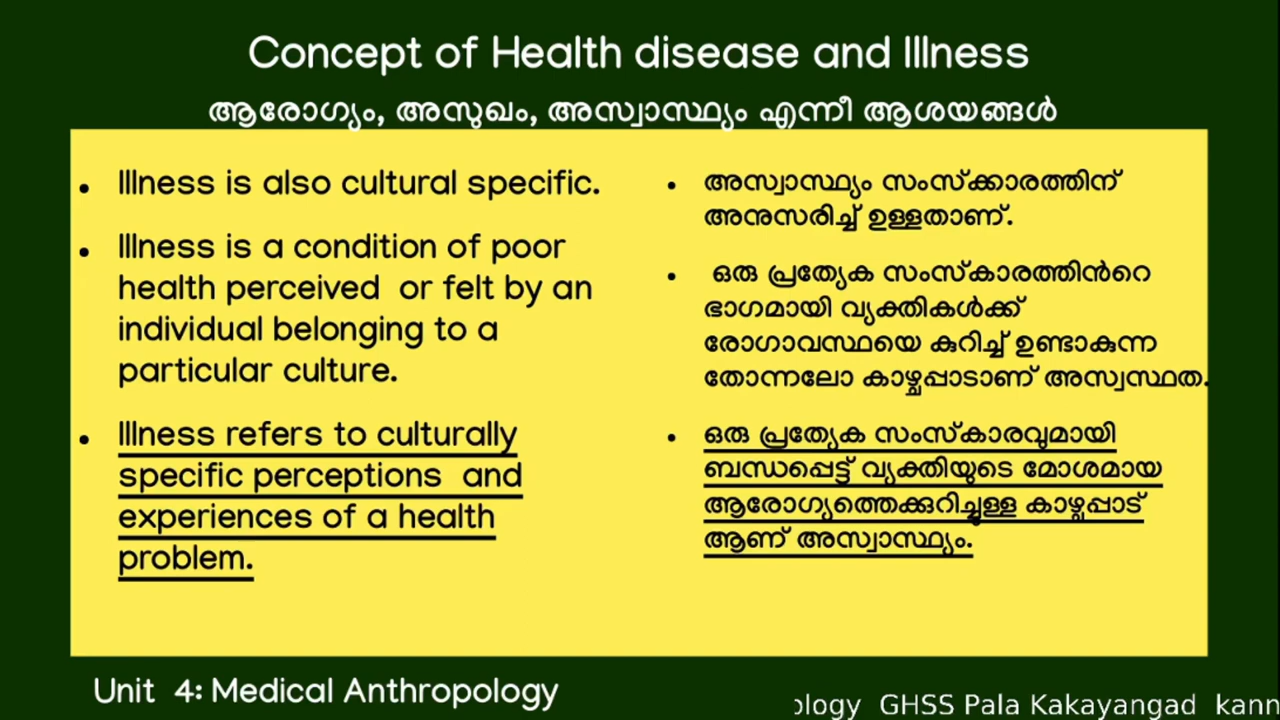 Concept of Health disease and Illness
ആരോഗ്യം, അസുഖം, അസ്വാസ്ഥ്യം എന്നീ ആശയങ്ങൾ
• Illness is also cultural specific.
• Illness is a condition of poor
health perceived or felt by an
individual belonging to a
particular culture.
• Illness refers to culturally
specific perceptions and
experiences of a health
problem.
• അസ്വാസ്ഥ്യം സംസ്ക്കാരത്തിന്
അനുസരിച്ച് ഉള്ളതാണ്.
• ഒരു പ്രത്യേക സംസ്കാരത്തിൻറെ
ഭാഗമായി വ്യക്തികൾക്ക്
രോഗാവസ്ഥയെ കുറിച്ച് ഉണ്ടാകുന്ന
തോന്നലോ കാഴ്ചപ്പാടാണ് അസ്വസ്ഥത.
• ഒരു പ്രത്യേക സംസ്കാരവുമായി
ബന്ധപ്പെട്ട് വ്യക്തിയുടെ മോശമായ
ആരോഗ്യത്തെക്കുറിച്ചുള്ള കാഴ്ചപ്പാട്
ആണ് അസ്വാസ്ഥ്യം.
Unit 4: Medical Anthropology
ology GHSS Pala Kakayangad kann